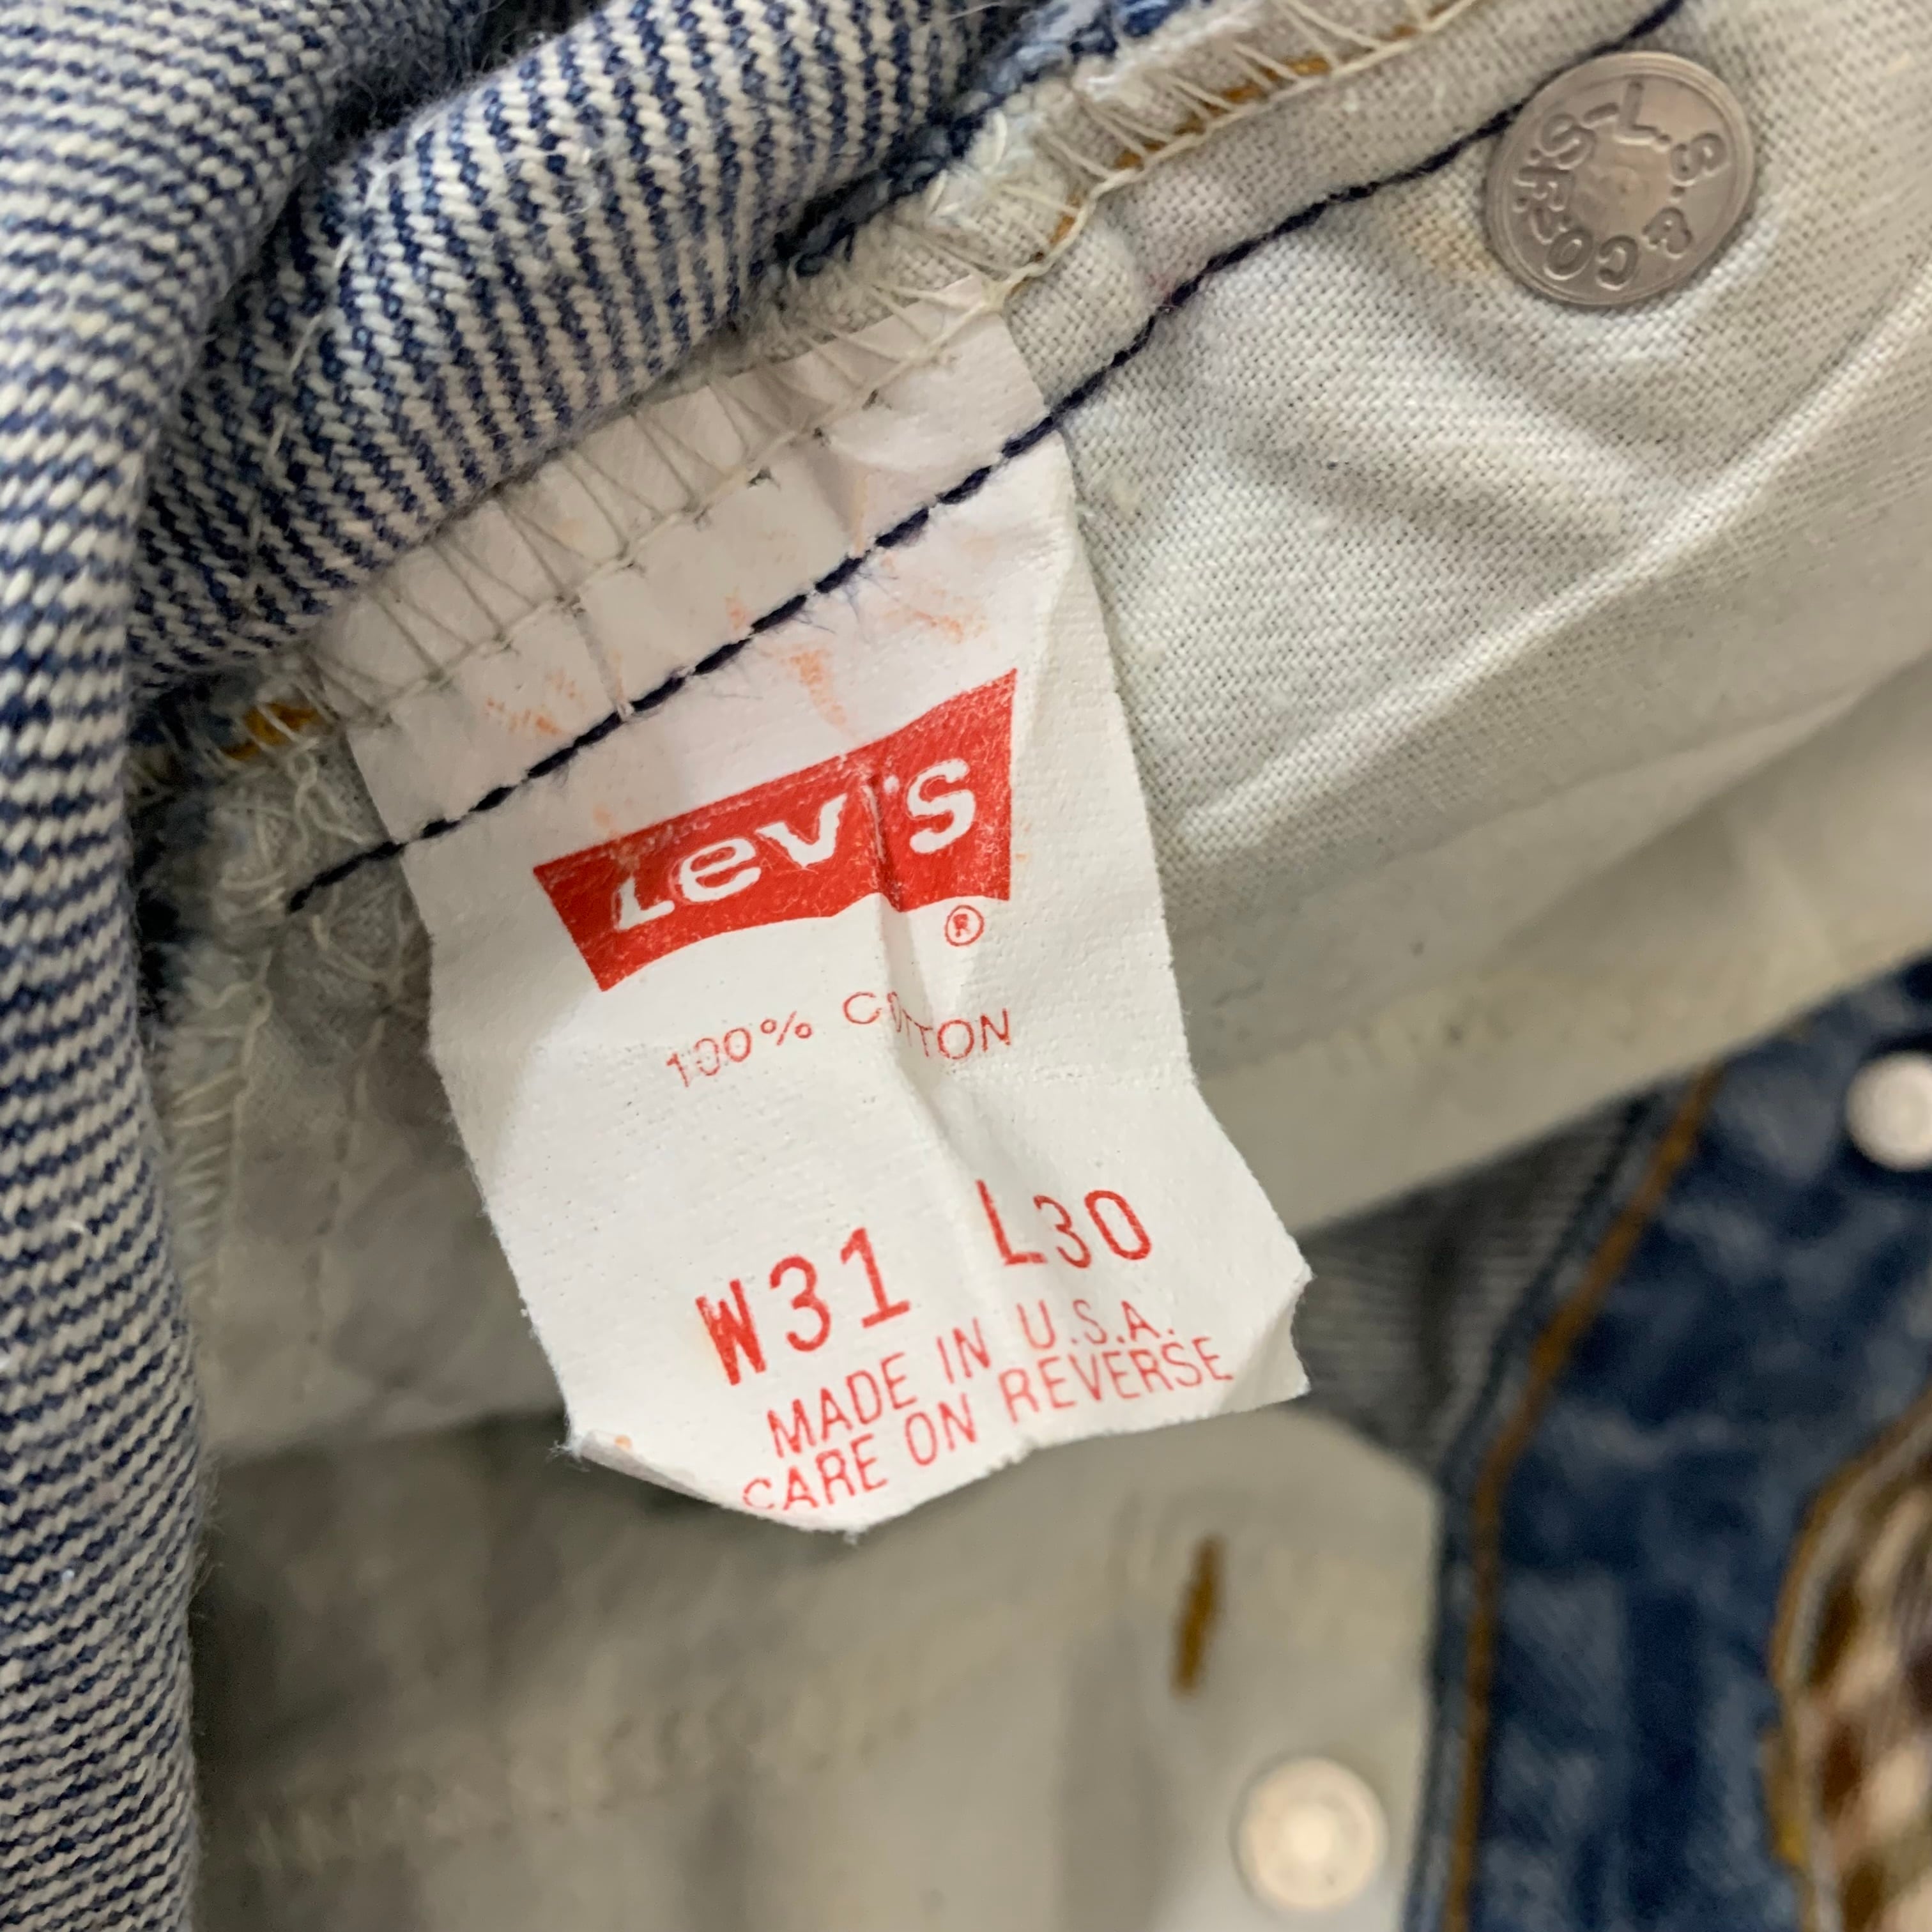 L.S.&CO-S.F.-
Levi's
®
100% COTTON
W31 L30
MADE IN U.S.A.
CARE ON REVERSE